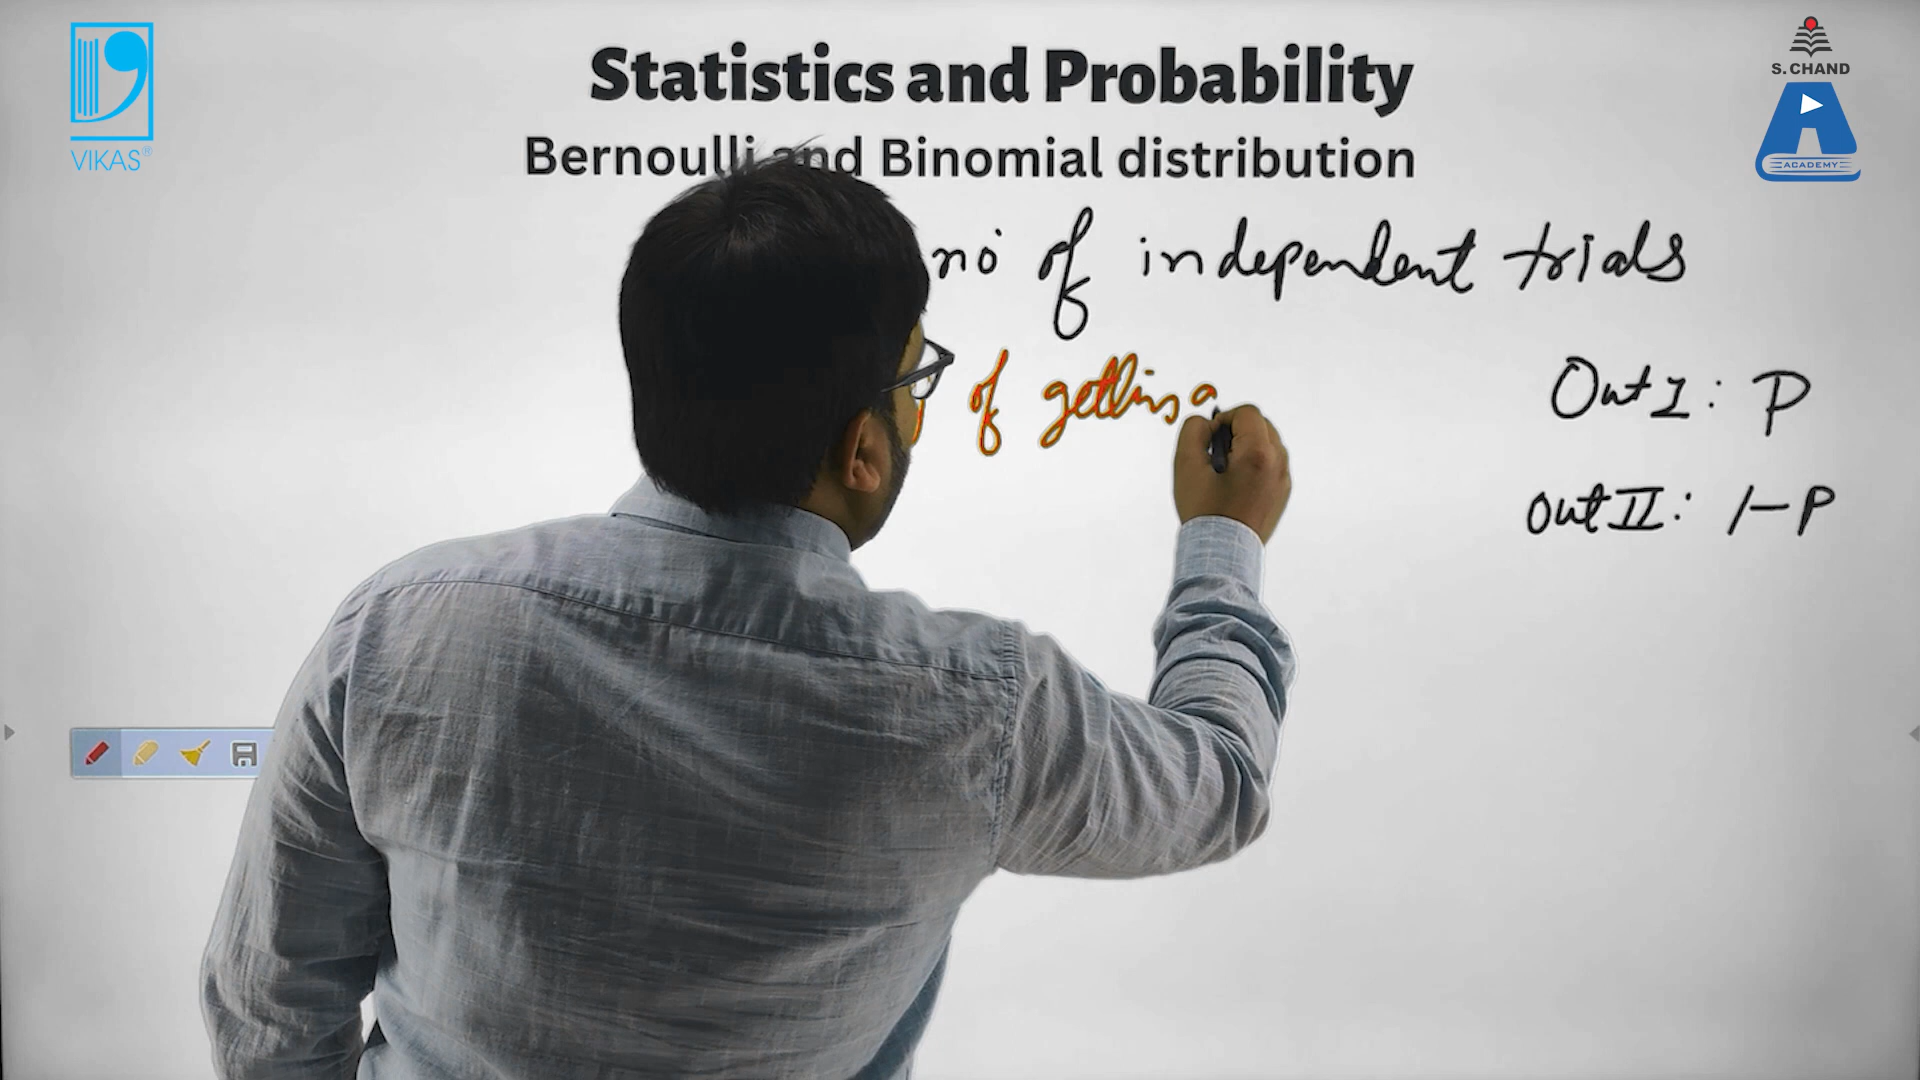 VIKAS®
S. CHAND
ACADEMY
Statistics and Probability
Bernoulli and Binomial distribution
no of independent trials
of getting a
Out I : P
Out II : 1-P